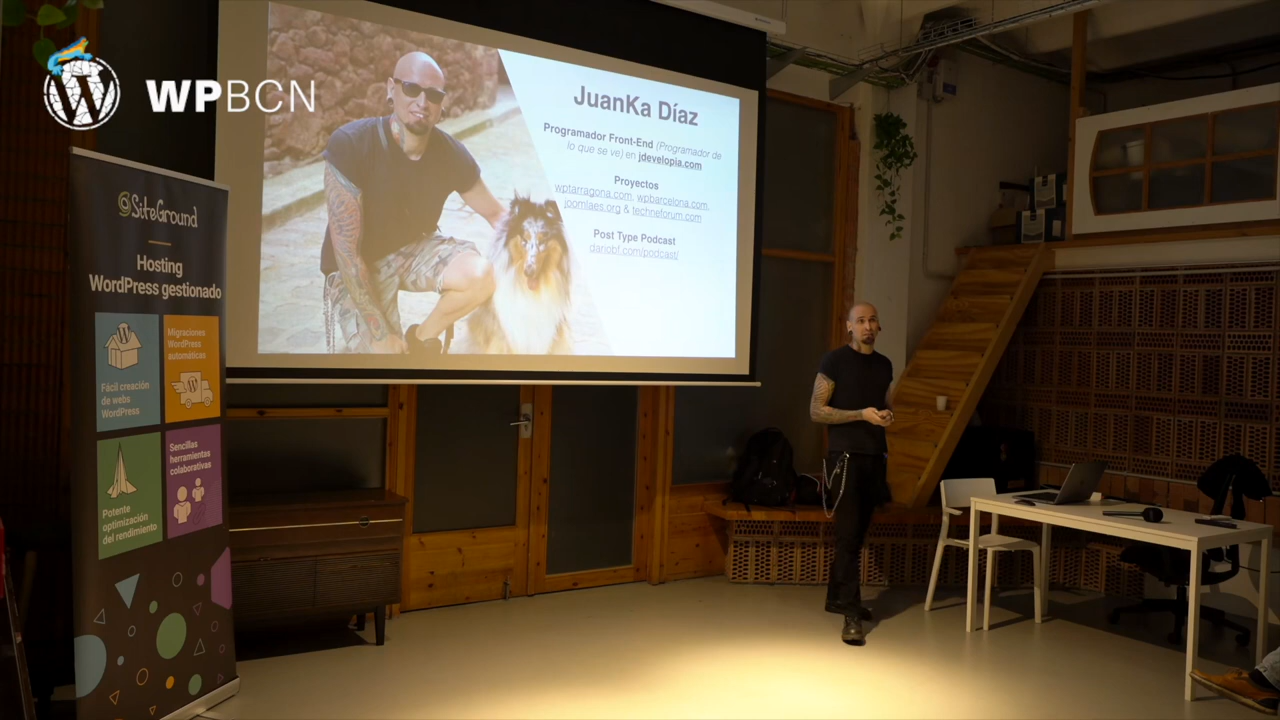 WPBCN
SiteGround
Hosting
WordPress gestionado
Fácil creación
de webs
WordPress
Migraciones
WordPress
automáticas
Potente
optimización
del rendimiento
Sencillas
herramientas
colaborativas
JuanKa Díaz
Programador Front-End (Programador de
lo que se ve) en jdevelopia.com
Proyectos
wptarragona.com, wpbarcelona.com,
joomlaes.org & techneforum.com
Post Type Podcast
dariobf.com/podcast/